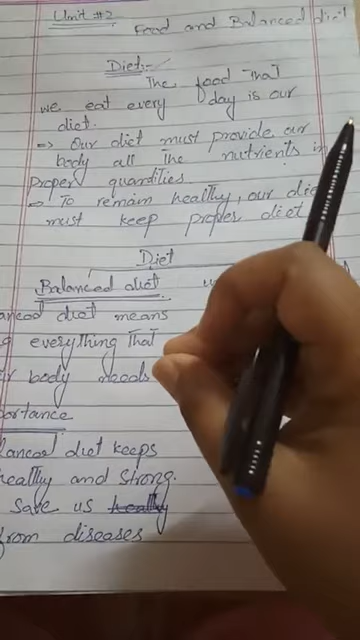 Unit #2
Food and Balanced diet
Diet:-
The food that
we eat every day is our
diet.
=> Our diet must provide our
body all the nutrients in
proper quantities
=> To remain healthy, our
must keep proper diet
Diet
Balanced diet
diet means
everything that
body needs
diet keeps
healthy and strong.
save us healthy
from diseases